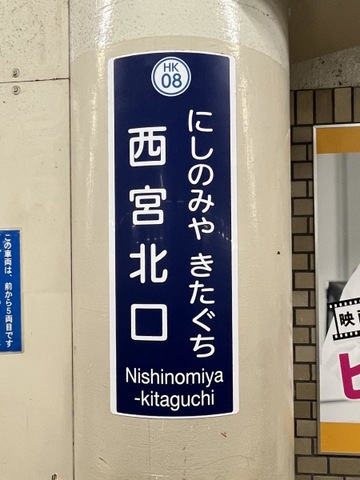 HK
08
西宮北口
にしのみや きたぐち
Nishinomiya
-kitaguchi
この車両は、前から5両目です
映